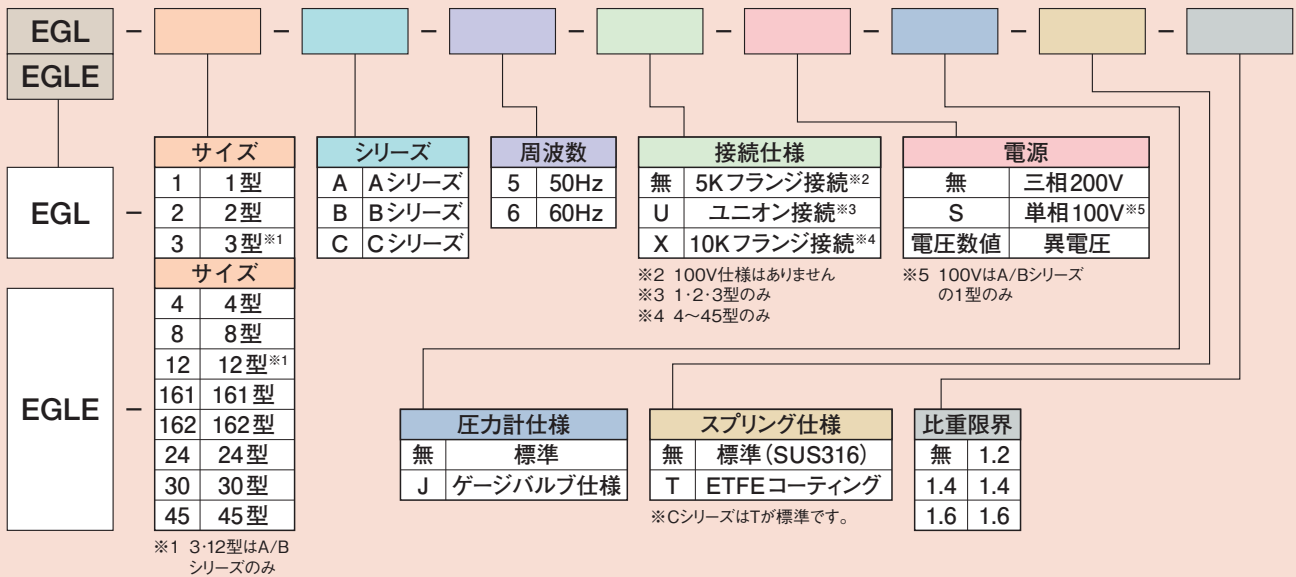 EGL - - - - - - - -
EGLE
EGL -
サイズ
1 1型
2 2型
3 3型※1
EGLE -
サイズ
4 4型
8 8型
12 12型※1
161 161型
162 162型
24 24型
30 30型
45 45型
※1 3・12型はA/B
シリーズのみ
シリーズ
A Aシリーズ
B Bシリーズ
C Cシリーズ
周波数
5 50Hz
6 60Hz
接続仕様
無 5Kフランジ接続※2
U ユニオン接続※3
X 10Kフランジ接続※4
※2 100V仕様はありません
※3 1・2・3型のみ
※4 4〜45型のみ
電源
無 三相200V
S 単相100V※5
電圧数値 異電圧
※5 100VはA/Bシリーズ
の1型のみ
圧力計仕様
無 標準
J ゲージバルブ仕様
スプリング仕様
無 標準(SUS316)
T ETFEコーティング
※CシリーズはTが標準です。
比重限界
無 1.2
1.4 1.4
1.6 1.6